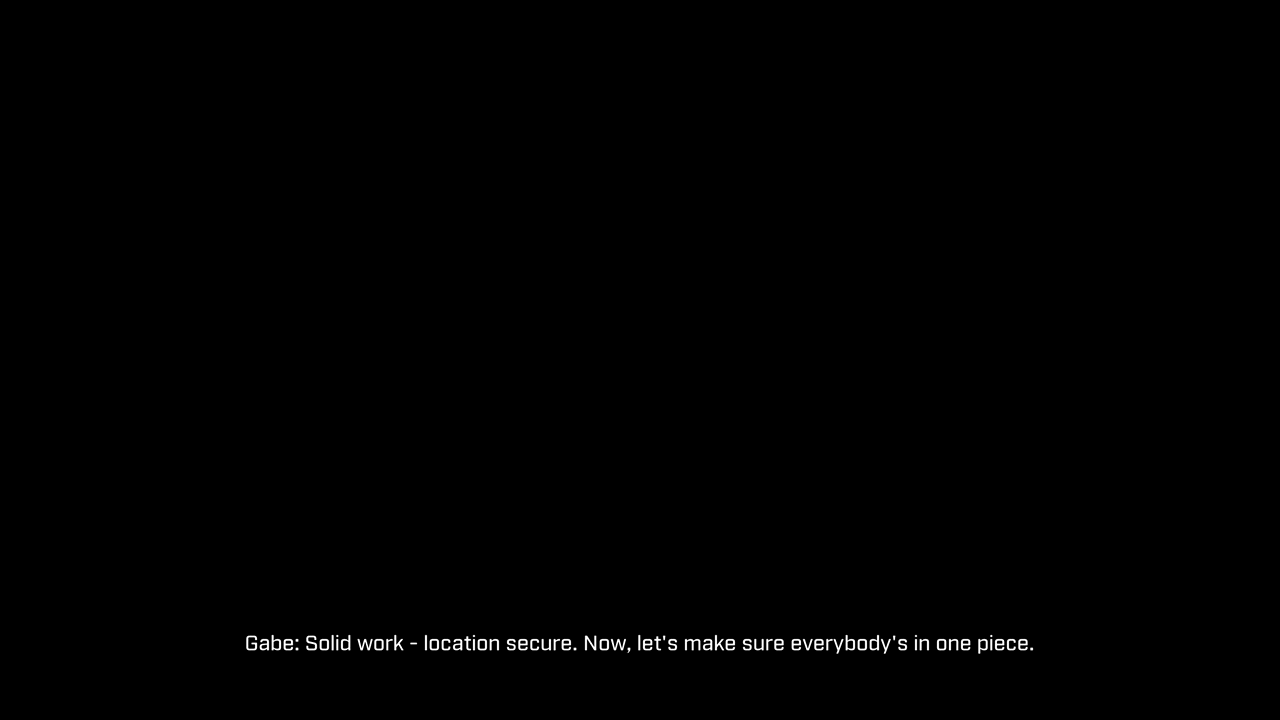 Gabe: Solid work - location secure. Now, let's make sure everybody's in one piece.